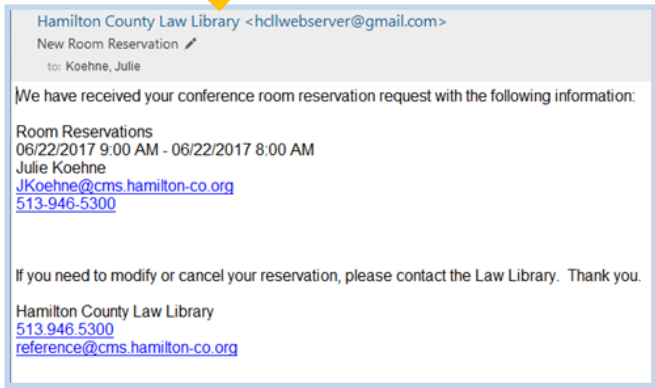 Hamilton County Law Library <hcllwebserver@gmail.com>
New Room Reservation
to: Koehne, Julie
We have received your conference room reservation request with the following information:
Room Reservations
06/22/2017 9:00 AM - 06/22/2017 8:00 AM
Julie Koehne
JKoehne@cms.hamilton-co.org
513-946-5300
If you need to modify or cancel your reservation, please contact the Law Library.  Thank you.
Hamilton County Law Library
513.946.5300
reference@cms.hamilton-co.org